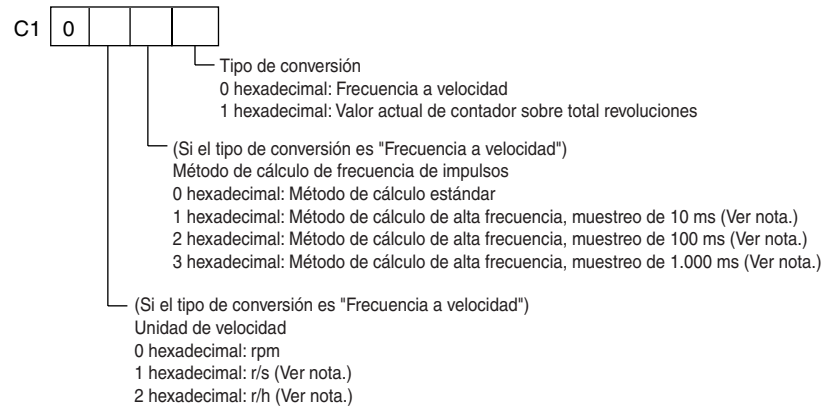 C1 0
Tipo de conversión
0 hexadecimal: Frecuencia a velocidad
1 hexadecimal: Valor actual de contador sobre total revoluciones
(Si el tipo de conversión es "Frecuencia a velocidad")
Método de cálculo de frecuencia de impulsos
0 hexadecimal: Método de cálculo estándar
1 hexadecimal: Método de cálculo de alta frecuencia, muestreo de 10 ms (Ver nota.)
2 hexadecimal: Método de cálculo de alta frecuencia, muestreo de 100 ms (Ver nota.)
3 hexadecimal: Método de cálculo de alta frecuencia, muestreo de 1.000 ms (Ver nota.)
(Si el tipo de conversión es "Frecuencia a velocidad")
Unidad de velocidad
0 hexadecimal: rpm
1 hexadecimal: r/s (Ver nota.)
2 hexadecimal: r/h (Ver nota.)